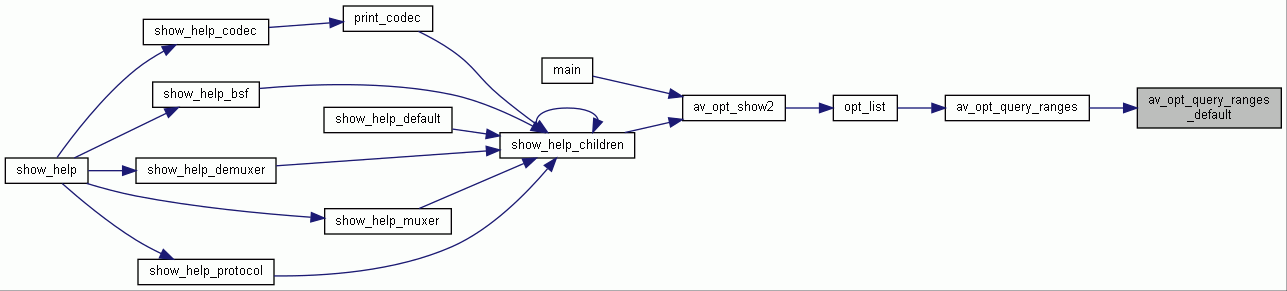 print_codec
show_help_codec
main
show_help_bsf
av_opt_show2
opt_list
av_opt_query_ranges
av_opt_query_ranges
_default
show_help_default
show_help_children
show_help
show_help_demuxer
show_help_muxer
show_help_protocol